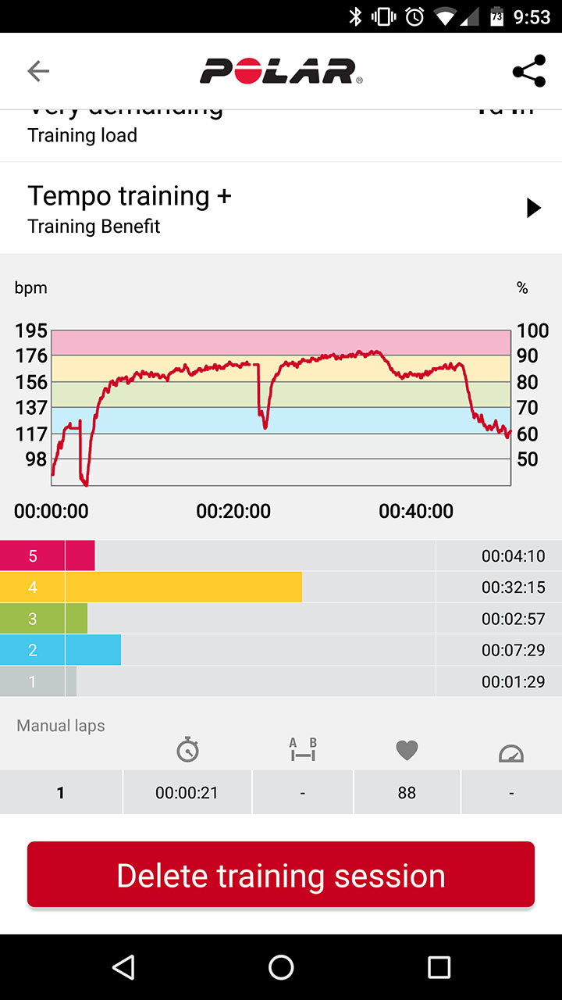 73 9:53
POLAR®
Very demanding
Training load
Tempo training +
Training Benefit
bpm %
195 100
176 90
156 80
137 70
117 60
98 50
00:00:00 00:20:00 00:40:00
5 00:04:10
4 00:32:15
3 00:02:57
2 00:07:29
1 00:01:29
Manual laps
A B
1 00:00:21 - 88 -
Delete training session